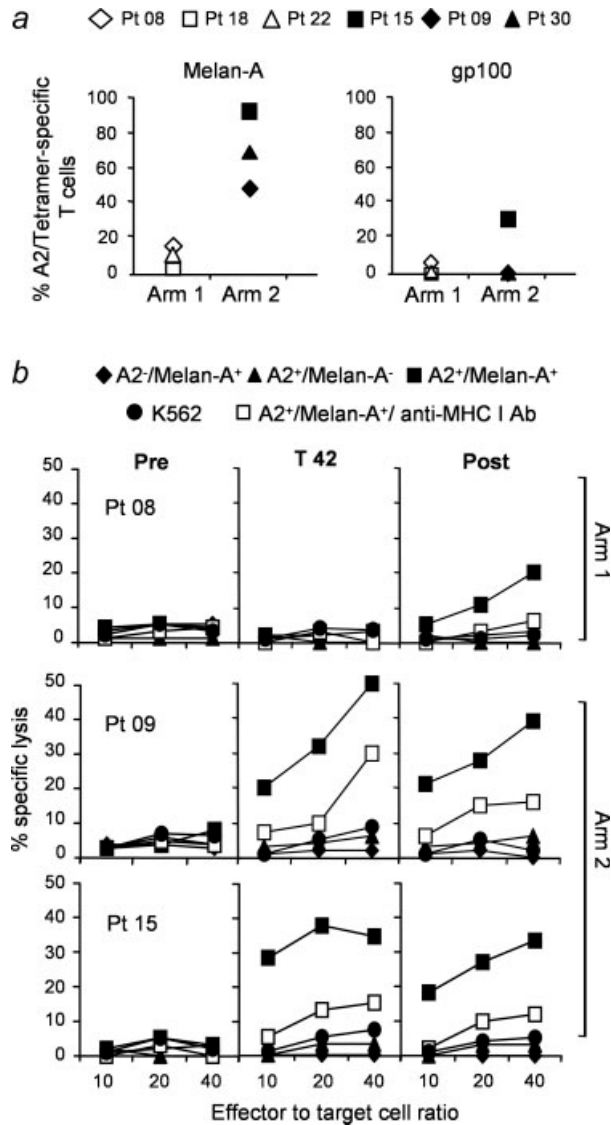 a
Pt 08 Pt 18 Pt 22 Pt 15 Pt 09 Pt 30
Melan-A gp100
% A2/Tetramer-specific
T cells
100 100
80 80
60 60
40 40
20 20
0 0
Arm 1 Arm 2 Arm 1 Arm 2
b
A2-/Melan-A+ A2+/Melan-A- A2+/Melan-A+
K562 A2+/Melan-A+/ anti-MHC I Ab
Pre T 42 Post
50
40
30
20
10
0
Pt 08
Arm 1
% specific lysis
50
40
30
20
10
0
Pt 09
Arm 2
50
40
30
20
10
0
Pt 15
10 20 40 10 20 40 10 20 40
Effector to target cell ratio